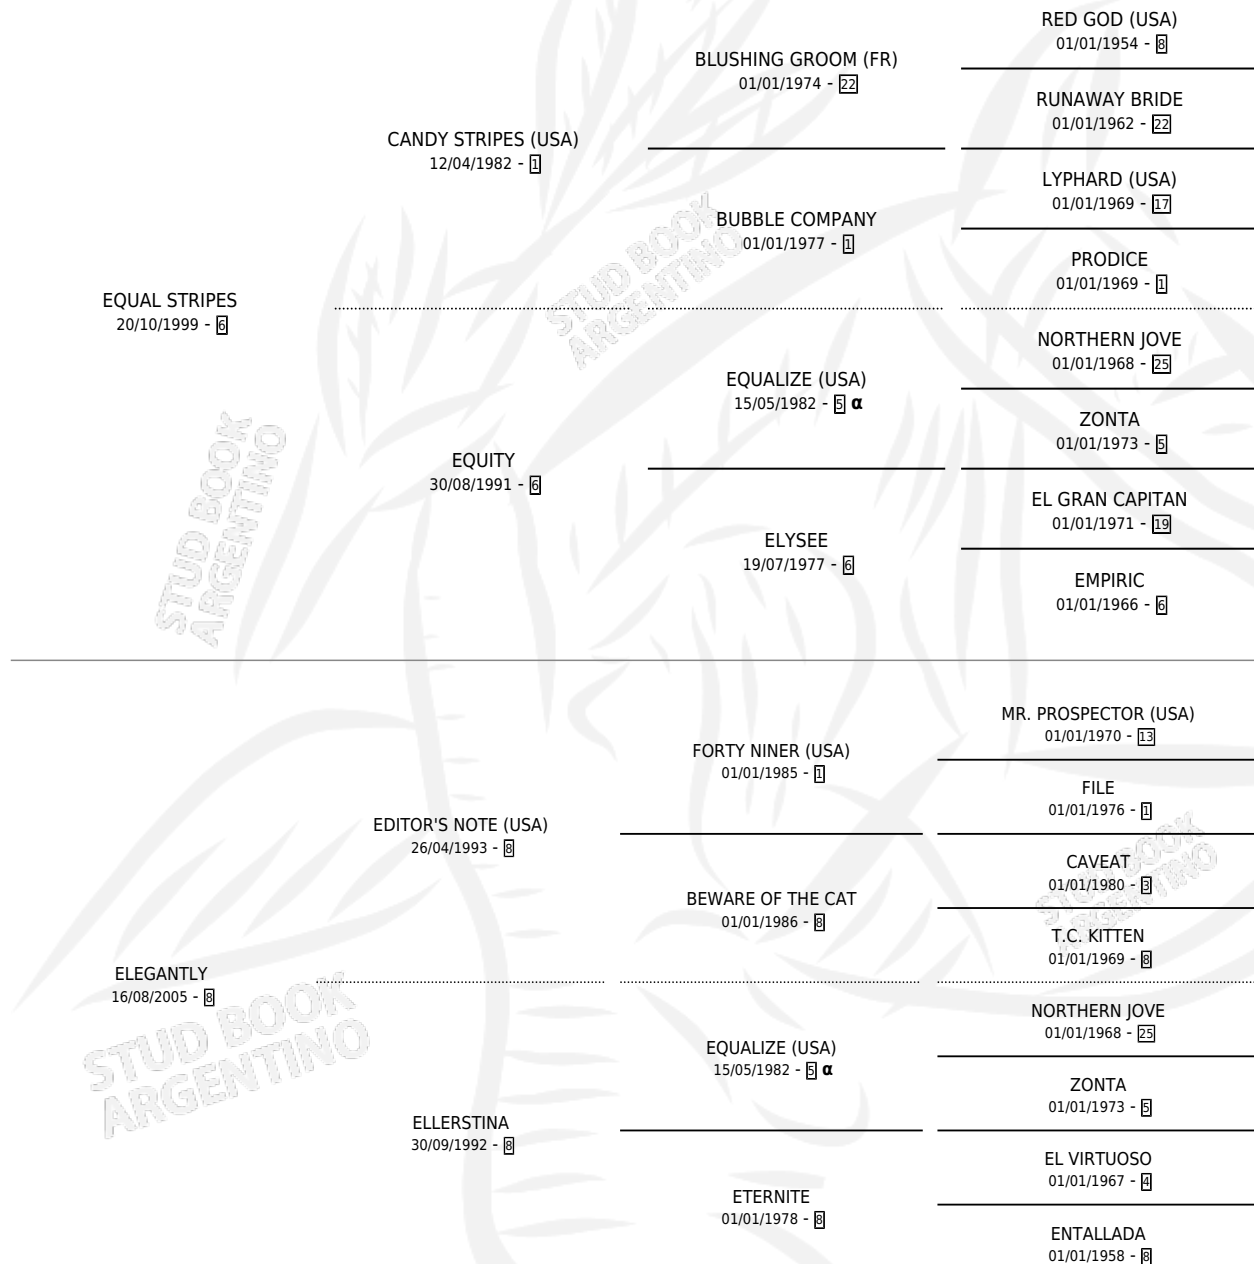 RED GOD (USA)
01/01/1954 - 8
BLUSHING GROOM (FR)
01/01/1974 - 22
RUNAWAY BRIDE
01/01/1962 - 22
CANDY STRIPES (USA)
12/04/1982 - 1
LYPHARD (USA)
01/01/1969 - 17
BUBBLE COMPANY
01/01/1977 - 1
PRODICE
01/01/1969 - 1
EQUAL STRIPES
20/10/1999 - 6
NORTHERN JOVE
01/01/1968 - 25
EQUALIZE (USA)
15/05/1982 - 5 α
ZONTA
01/01/1973 - 5
EQUITY
30/08/1991 - 6
EL GRAN CAPITAN
01/01/1971 - 19
ELYSEE
19/07/1977 - 6
EMPIRIC
01/01/1966 - 6
MR. PROSPECTOR (USA)
01/01/1970 - 13
FORTY NINER (USA)
01/01/1985 - 1
FILE
01/01/1976 - 1
EDITOR'S NOTE (USA)
26/04/1993 - 8
CAVEAT
01/01/1980 - 3
BEWARE OF THE CAT
01/01/1986 - 8
T.C. KITTEN
01/01/1969 - 8
ELEGANTLY
16/08/2005 - 8
NORTHERN JOVE
01/01/1968 - 25
EQUALIZE (USA)
15/05/1982 - 5 α
ZONTA
01/01/1973 - 5
ELLERSTINA
30/09/1992 - 8
EL VIRTUOSO
01/01/1967 - 4
ETERNITE
01/01/1978 - 8
ENTALLADA
01/01/1958 - 8
STUD BOOK
ARGENTINO
STUD BOOK
ARGENTINO
STUD BOOK
ARGENTINO
STUD BOOK
ARGENTINO